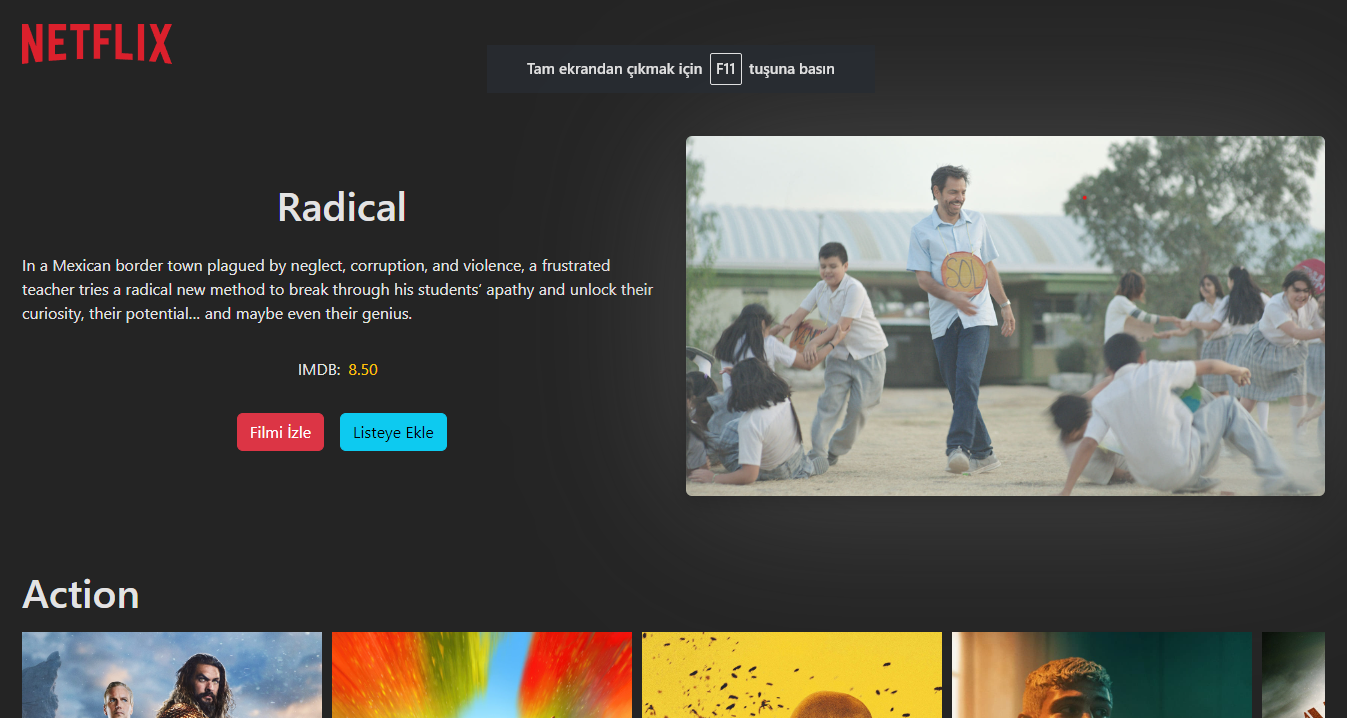 NETFLIX
Tam ekrandan çıkmak için F11 tuşuna basın
Radical
In a Mexican border town plagued by neglect, corruption, and violence, a frustrated
teacher tries a radical new method to break through his students’ apathy and unlock their
curiosity, their potential... and maybe even their genius.
IMDB: 8.50
Filmi İzle
Listeye Ekle
SOL
Action